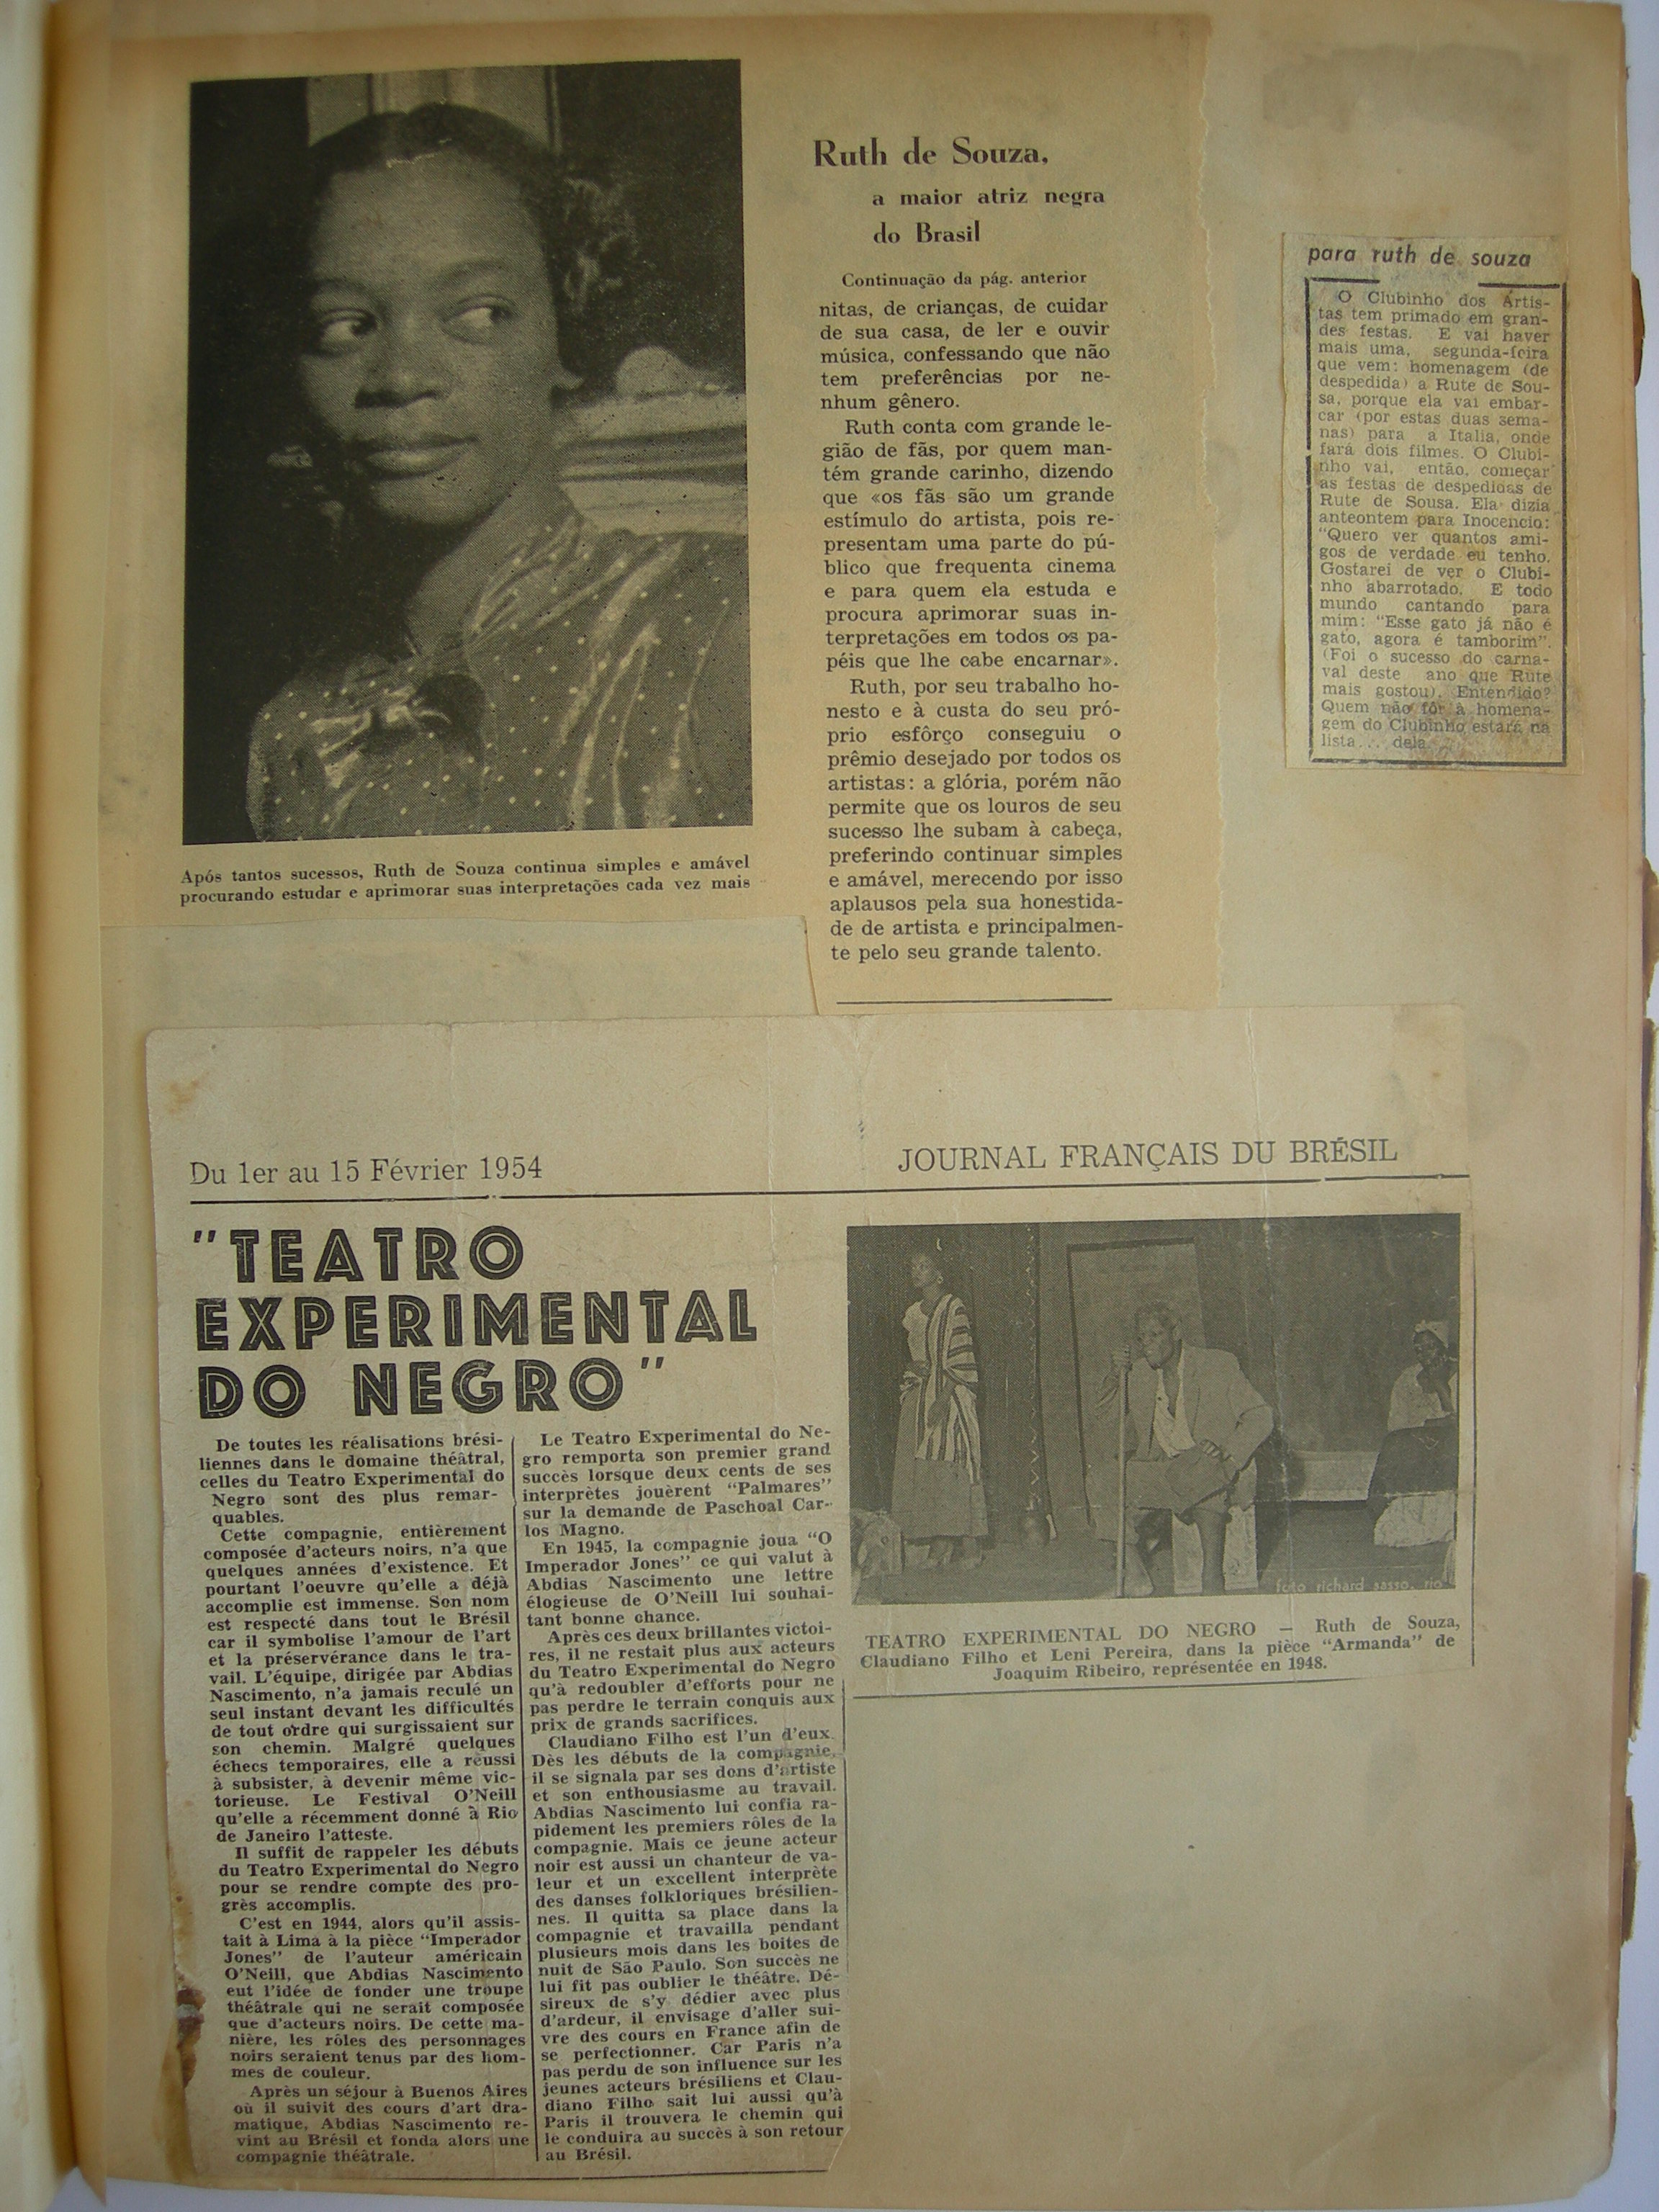 Ruth de Souza,
a maior atriz negra
do Brasil
Continuação da pág. anterior
nitas, de crianças, de cuidar
de sua casa, de ler e ouvir
música, confessando que não
tem preferências por ne-
nhum gênero.
Ruth conta com grande le-
gião de fãs, por quem man-
tém grande carinho, dizendo
que «os fãs são um grande
estímulo do artista, pois re-
presentam uma parte do pú-
blico que frequenta cinema
e para quem ela estuda e
procura aprimorar suas in-
terpretações em todos os pa-
péis que lhe cabe encarnar».
Ruth, por seu trabalho ho-
nesto e à custa do seu pró-
prio esfôrço conseguiu o
prêmio desejado por todos os
artistas: a glória, porém não
permite que os louros de seu
sucesso lhe subam à cabeça,
preferindo continuar simples
e amável, merecendo por isso
aplausos pela sua honestida-
de de artista e principalmen-
te pelo seu grande talento.
Após tantos sucessos, Ruth de Souza continua simples e amável
procurando estudar e aprimorar suas interpretações cada vez mais
para ruth de souza
O Clubinho dos Artis-
tas tem primado em gran-
des festas. E vai haver
mais uma, segunda-feira
que vem: homenagem (de
despedida) a Rute de Sou-
sa, porque ela vai embar-
car (por estas duas sema-
nas) para a Italia, onde
fará dois filmes. O Clubi-
nho vai, então, começar
as festas de despedidas de
Rute de Sousa. Ela dizia
anteontem para Inocencio:
"Quero ver quantos ami-
gos de verdade eu tenho.
Gostarei de ver o Clubi-
nho abarrotado. E todo
mundo cantando para
mim: "Esse gato já não é
gato, agora é tamborim".
(Foi o sucesso do carna-
val deste ano que Rute
mais gostou). Entendido?
Quem não fôr à homena-
gem do Clubinho estará na
lista... dela.
Du 1er au 15 Février 1954
JOURNAL FRANÇAIS DU BRÉSIL
"TEATRO
EXPERIMENTAL
DO NEGRO"
De toutes les réalisations brési-
liennes dans le domaine théâtral,
celles du Teatro Experimental do
Negro sont des plus remar-
quables.
Cette compagnie, entièrement
composée d'acteurs noirs, n'a que
quelques années d'existence. Et
pourtant l'oeuvre qu'elle a déjà
accomplie est immense. Son nom
est respecté dans tout le Brésil
car il symbolise l'amour de l'art
et la préservérance dans le tra-
vail. L'équipe, dirigée par Abdias
Nascimento, n'a jamais reculé un
seul instant devant les difficultés
de tout ordre qui surgissaient sur
son chemin. Malgré quelques
échecs temporaires, elle a réussi
à subsister, à devenir même vic-
torieuse. Le Festival O'Neill
qu'elle a récemment donné à Rio
de Janeiro l'atteste.
Il suffit de rappeler les débuts
du Teatro Experimental do Negro
pour se rendre compte des pro-
grès accomplis.
C'est en 1944, alors qu'il assis-
tait à Lima à la pièce "Imperador
Jones" de l'auteur américain
O'Neill, que Abdias Nascimento
eut l'idée de fonder une troupe
théâtrale qui ne serait composée
que d'acteurs noirs. De cette ma-
nière, les rôles des personnages
noirs seraient tenus par des hom-
mes de couleur.
Après un séjour à Buenos Aires
où il suivit des cours d'art dra-
matique, Abdias Nascimento re-
vint au Brésil et fonda alors une
compagnie théâtrale.
Le Teatro Experimental do Ne-
gro remporta son premier grand
succès lorsque deux cents de ses
interprètes jouèrent "Palmares"
sur la demande de Paschoal Car-
los Magno.
En 1945, la compagnie joua "O
Imperador Jones" ce qui valut à
Abdias Nascimento une lettre
élogieuse de O'Neill lui souhai-
tant bonne chance.
Après ces deux brillantes victoi-
res, il ne restait plus aux acteurs
du Teatro Experimental do Negro
qu'à redoubler d'efforts pour ne
pas perdre le terrain conquis aux
prix de grands sacrifices.
Claudiano Filho est l'un d'eux.
Dès les débuts de la compagnie,
il se signala par ses dons d'artiste
et son enthousiasme au travail.
Abdias Nascimento lui confia ra-
pidement les premiers rôles de la
compagnie. Mais ce jeune acteur
noir est aussi un chanteur de va-
leur et un excellent interprète
des danses folkloriques brésilien-
nes. Il quitta sa place dans la
compagnie et travailla pendant
plusieurs mois dans les boites de
nuit de São Paulo. Son succès ne
lui fit pas oublier le théâtre. Dé-
sireux de s'y dédier avec plus
d'ardeur, il envisage d'aller sui-
vre des cours en France afin de
se perfectionner. Car Paris n'a
pas perdu de son influence sur les
jeunes acteurs brésiliens et Clau-
diano Filho sait lui aussi qu'à
Paris il trouvera le chemin qui
le conduira au succès à son retour
au Brésil.
foto richard sasso. rio
TEATRO EXPERIMENTAL DO NEGRO — Ruth de Souza,
Claudiano Filho et Leni Pereira, dans la pièce "Armanda" de
Joaquim Ribeiro, représentée en 1948.